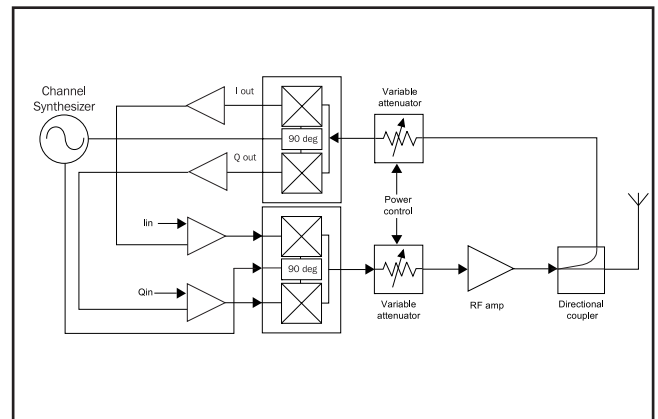 Channel
Synthesizer
I out
90 deg
Q out
Variable
attenuator
Power
control
Iin
Qin
90 deg
Variable
attenuator
RF amp
Directional
coupler